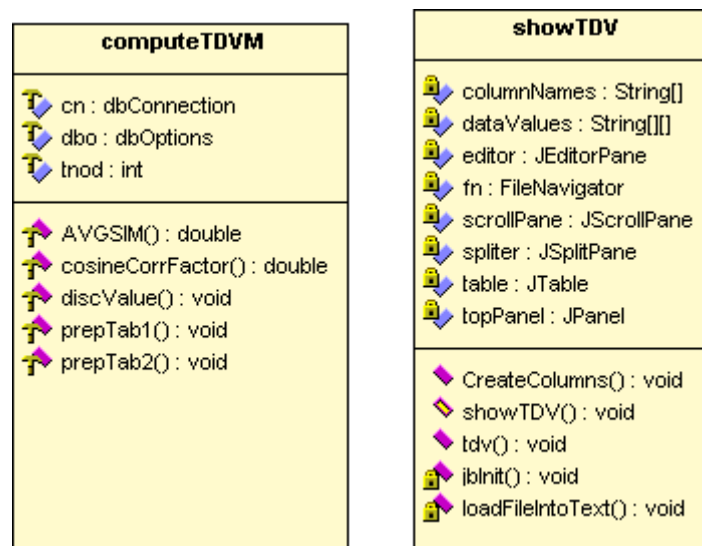 computeTDVM
cn : dbConnection
dbo : dbOptions
tnod : int
AVGSIM() : double
cosineCorrFactor() : double
discValue() : void
prepTab1() : void
prepTab2() : void
showTDV
columnNames : String[]
dataValues : String[][]
editor : JEditorPane
fn : FileNavigator
scrollPane : JScrollPane
spliter : JSplitPane
table : JTable
topPanel : JPanel
CreateColumns() : void
showTDV() : void
tdv() : void
jbInit() : void
loadFileIntoText() : void